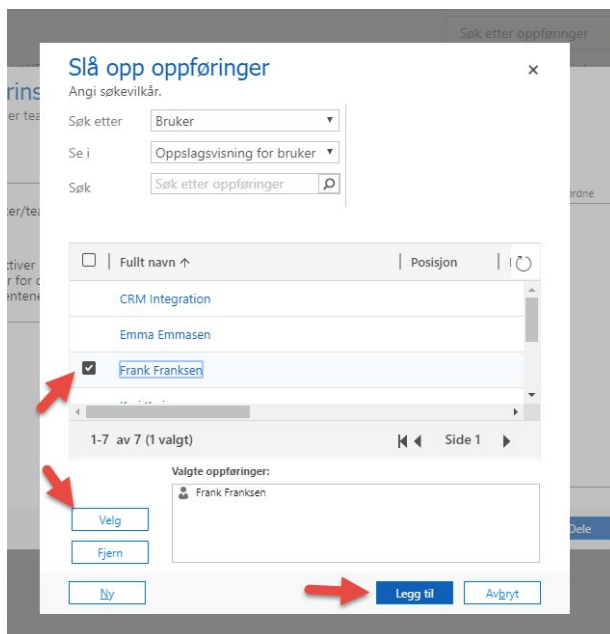 Søk etter oppføringer
Slå opp oppføringer
Angi søkevilkår.
Søk etter Bruker
Se i Oppslagsvisning for bruker
Søk Søk etter oppføringer
Fullt navn ↑ Posisjon
CRM Integration
Emma Emmasen
Frank Franksen
1-7 av 7 (1 valgt) Side 1
Valgte oppføringer:
Frank Franksen
Velg
Fjern
Ny Legg til Avbryt
Dele